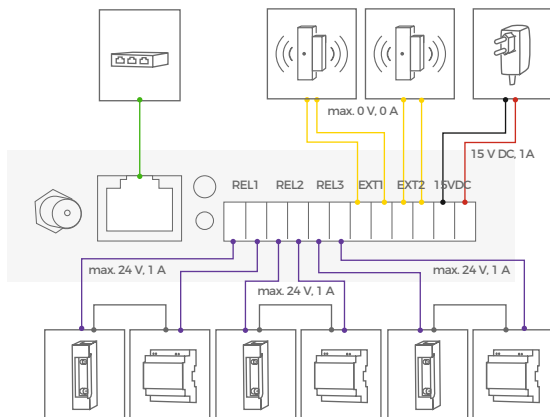 max. 0 V, 0 A
15 V DC, 1A
REL1 REL2 REL3 EXT1 EXT2 15VDC
max. 24 V, 1 A
max. 24 V, 1 A
max. 24 V, 1 A